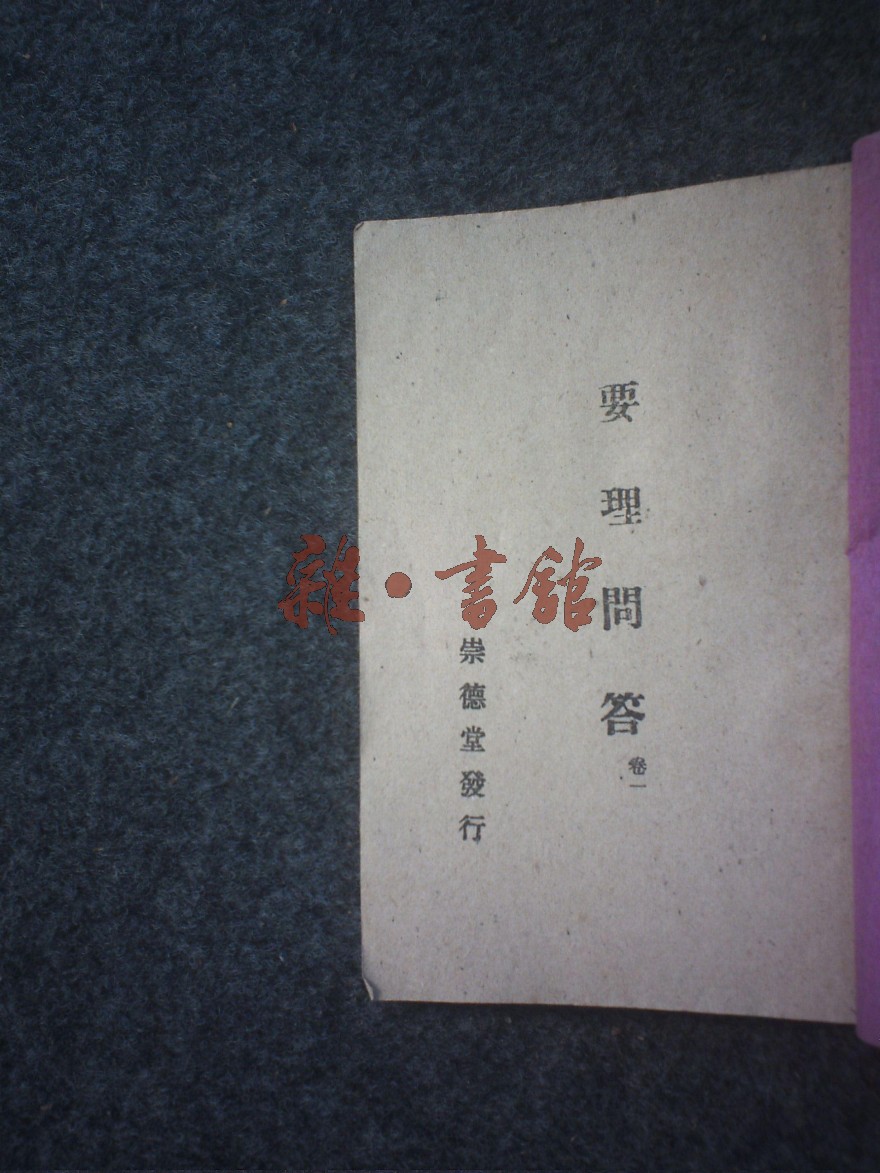 要理問答 卷一
崇德堂發行
雜·書館